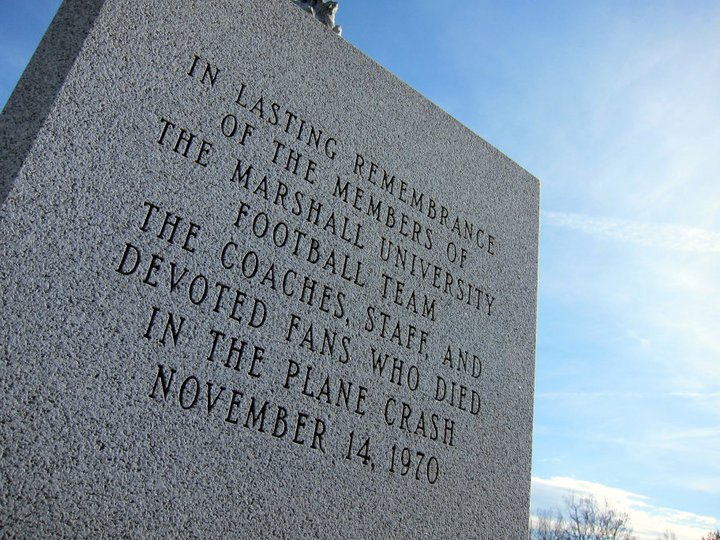 IN LASTING REMEMBRANCE
OF THE MEMBERS OF
THE MARSHALL UNIVERSITY
FOOTBALL TEAM
THE COACHES, STAFF, AND
DEVOTED FANS WHO DIED
IN THE PLANE CRASH
NOVEMBER 14, 1970